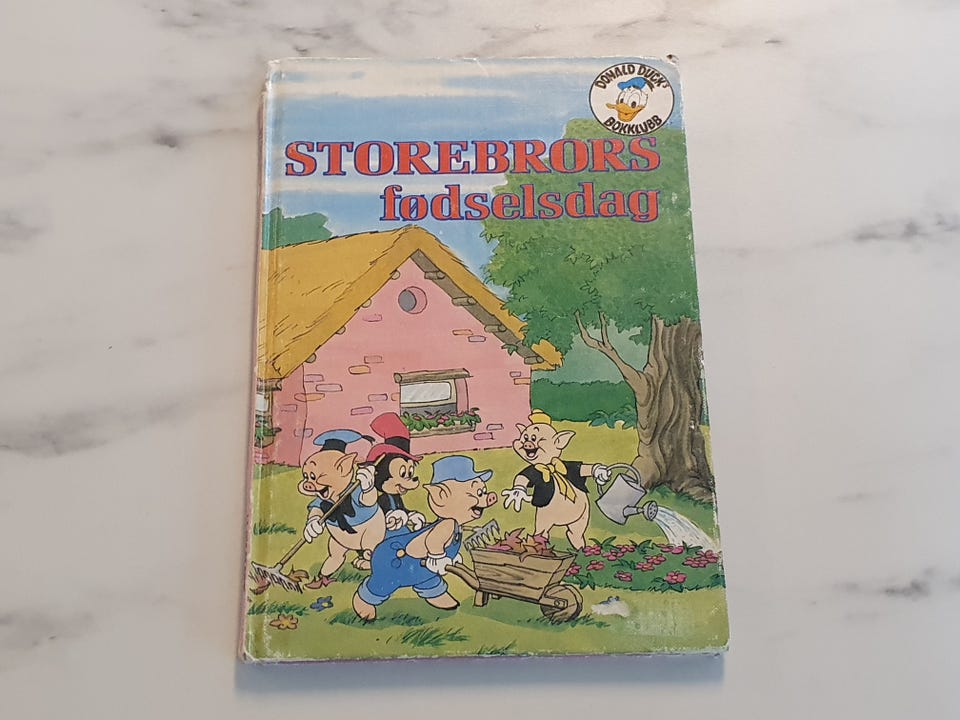 DONALD DUCK'S
BOKKLUBB
STOREBRORS
fødselsdag